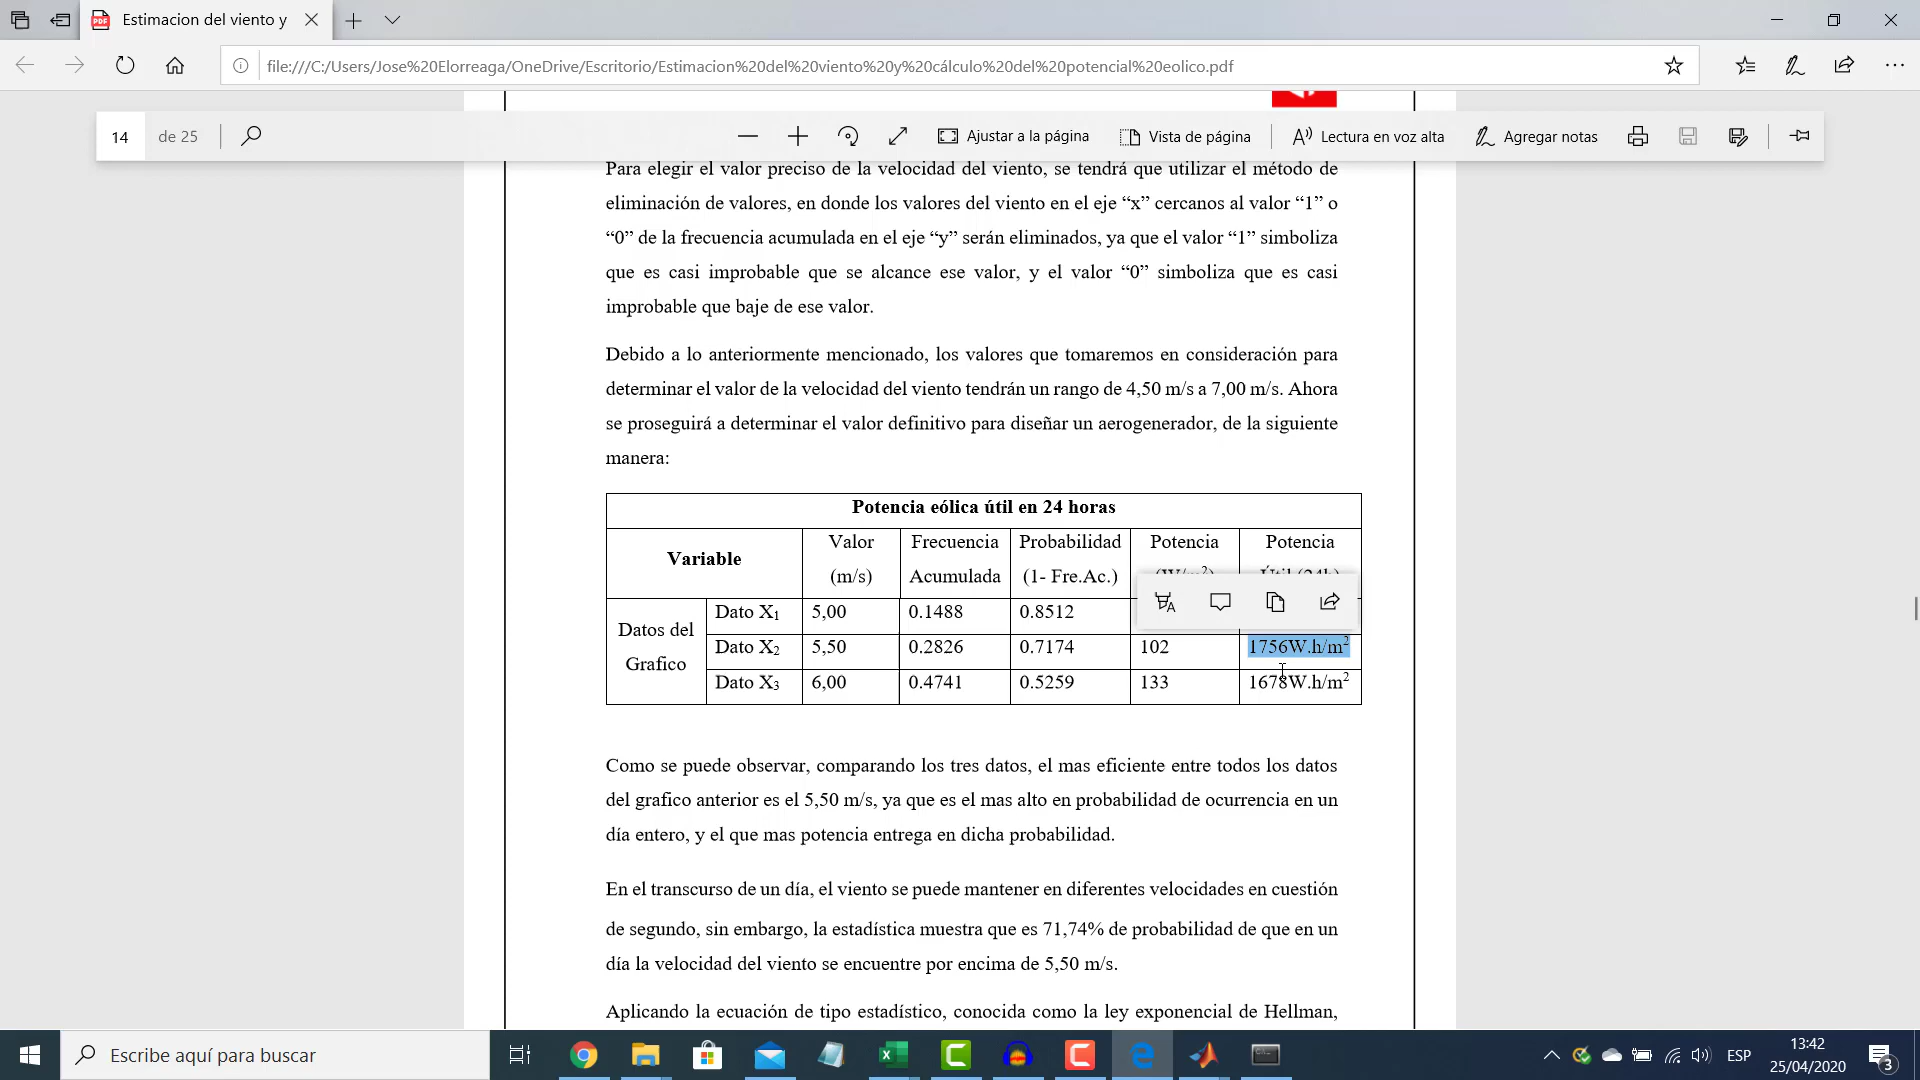 Estimacion del viento y
file:///C:/Users/Jose%20Elorreaga/OneDrive/Escritorio/Estimacion%20del%20viento%20y%20cálculo%20del%20potencial%20eolico.pdf
14 de 25 Ajustar a la página Vista de página Lectura en voz alta Agregar notas
Para elegir el valor preciso de la velocidad del viento, se tendrá que utilizar el método de
eliminación de valores, en donde los valores del viento en el eje “x” cercanos al valor “1” o
“0” de la frecuencia acumulada en el eje “y” serán eliminados, ya que el valor “1” simboliza
que es casi improbable que se alcance ese valor, y el valor “0” simboliza que es casi
improbable que baje de ese valor.
Debido a lo anteriormente mencionado, los valores que tomaremos en consideración para
determinar el valor de la velocidad del viento tendrán un rango de 4,50 m/s a 7,00 m/s. Ahora
se proseguirá a determinar el valor definitivo para diseñar un aerogenerador, de la siguiente
manera:
Potencia eólica útil en 24 horas
Variable Valor (m/s) Frecuencia Acumulada Probabilidad (1- Fre.Ac.) Potencia (W/m²) Potencia Útil (24h)
Datos del Grafico
Dato X₁ 5,00 0.1488 0.8512
Dato X₂ 5,50 0.2826 0.7174 102 1756W.h/m²
Dato X₃ 6,00 0.4741 0.5259 133 1678W.h/m²
Como se puede observar, comparando los tres datos, el mas eficiente entre todos los datos
del grafico anterior es el 5,50 m/s, ya que es el mas alto en probabilidad de ocurrencia en un
día entero, y el que mas potencia entrega en dicha probabilidad.
En el transcurso de un día, el viento se puede mantener en diferentes velocidades en cuestión
de segundo, sin embargo, la estadística muestra que es 71,74% de probabilidad de que en un
día la velocidad del viento se encuentre por encima de 5,50 m/s.
Aplicando la ecuación de tipo estadístico, conocida como la ley exponencial de Hellman,
Escribe aquí para buscar
ESP
13:42
25/04/2020
3